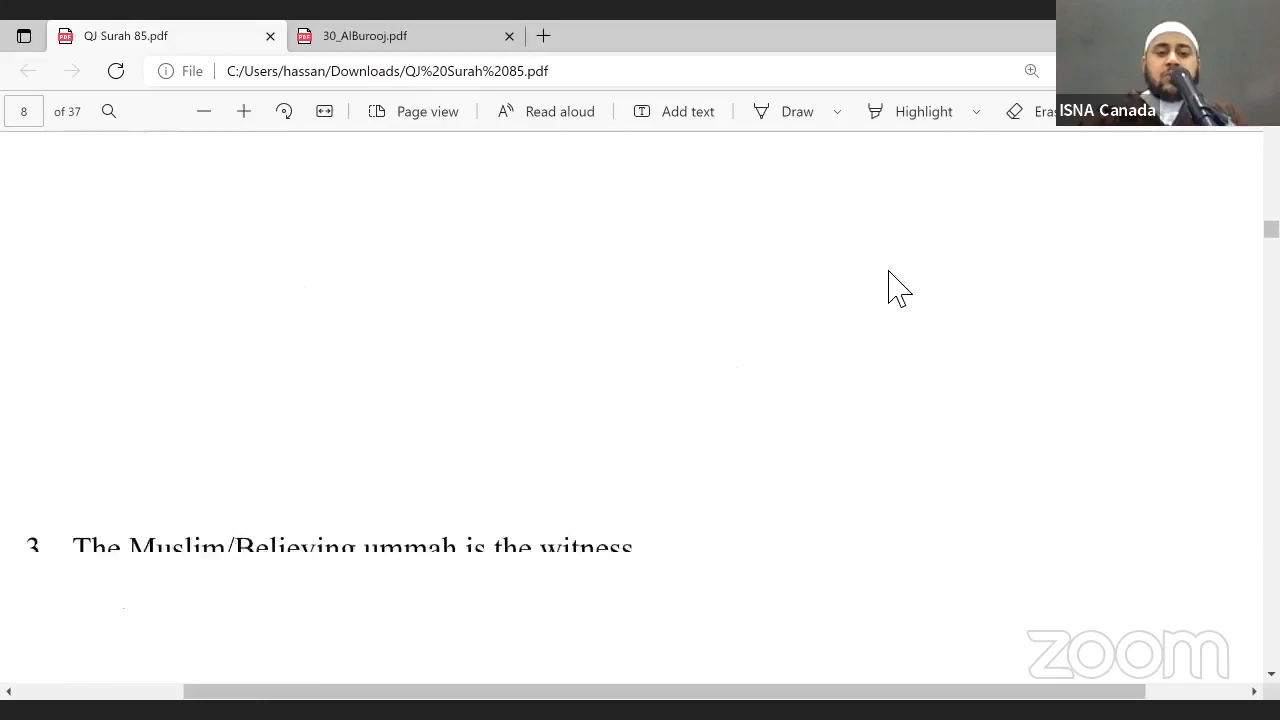 QJ Surah 85.pdf
30_AlBurooj.pdf
File
C:/Users/hassan/Downloads/QJ%20Surah%2085.pdf
8 of 37
Page view
Read aloud
Add text
Draw
Highlight
Era
ISNA Canada
3 The Muslim/Believing ummah is the witness
zoom